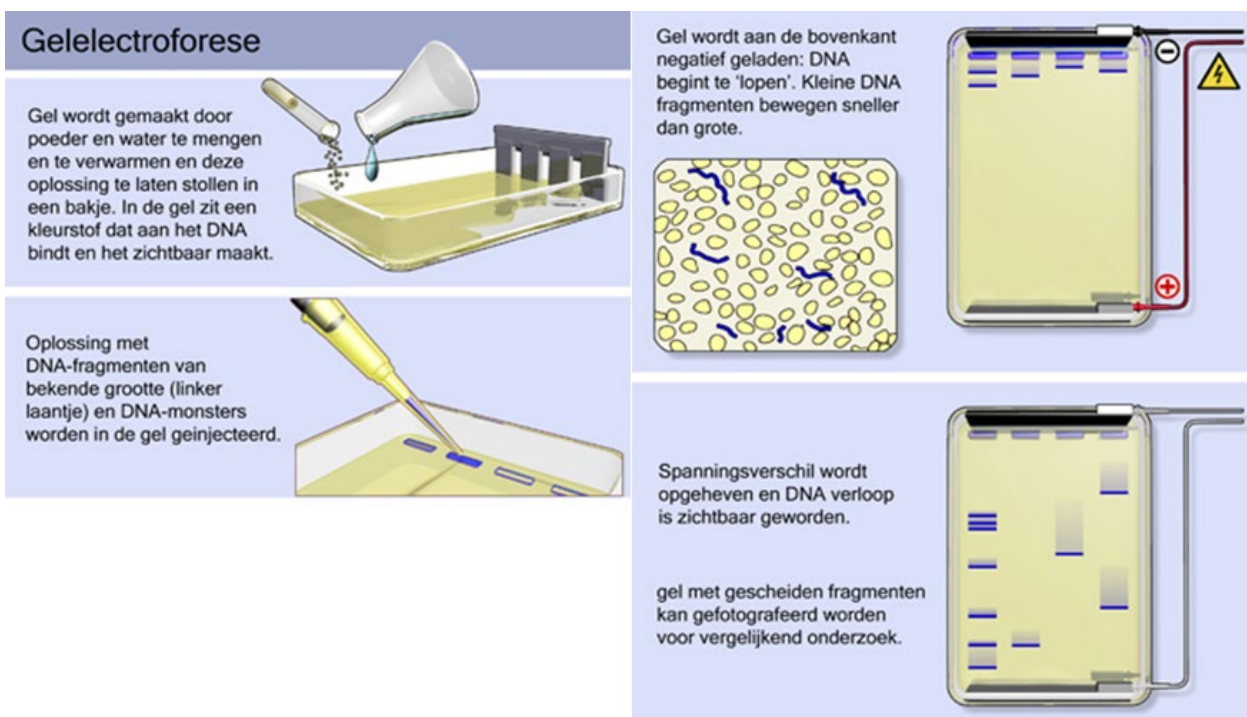 Gelelectroforese
Gel wordt gemaakt door
poeder en water te mengen
en te verwarmen en deze
oplossing te laten stollen in
een bakje. In de gel zit een
kleurstof dat aan het DNA
bindt en het zichtbaar maakt.
Oplossing met
DNA-fragmenten van
bekende grootte (linker
laantje) en DNA-monsters
worden in de gel geinjecteerd.
Gel wordt aan de bovenkant
negatief geladen: DNA
begint te ‘lopen’. Kleine DNA
fragmenten bewegen sneller
dan grote.
−
+
Spanningsverschil wordt
opgeheven en DNA verloop
is zichtbaar geworden.
gel met gescheiden fragmenten
kan gefotografeerd worden
voor vergelijkend onderzoek.